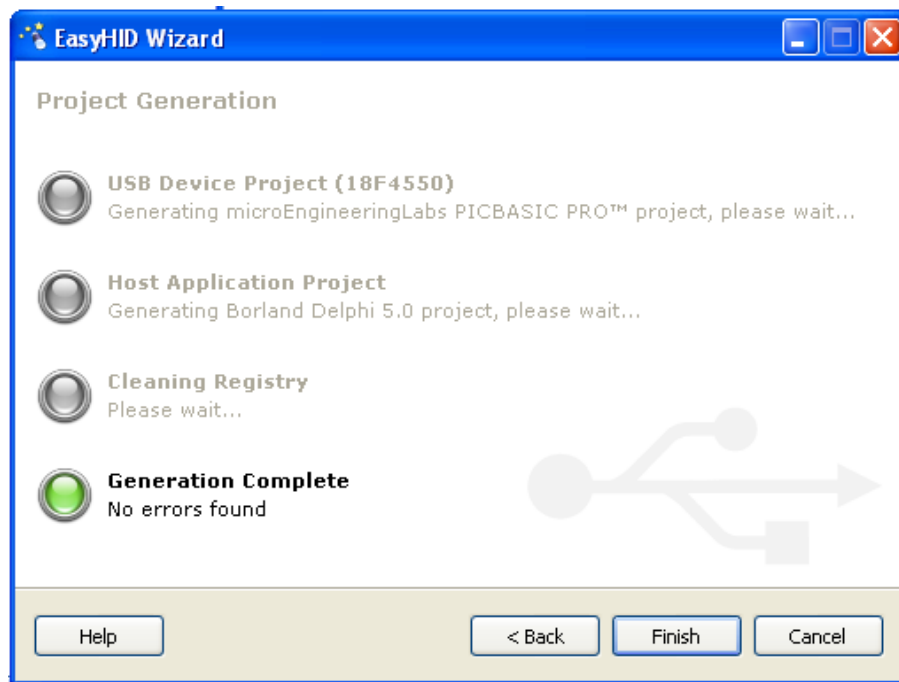 EasyHID Wizard
Project Generation
USB Device Project (18F4550)
Generating microEngineeringLabs PICBASIC PRO™ project, please wait...
Host Application Project
Generating Borland Delphi 5.0 project, please wait...
Cleaning Registry
Please wait...
Generation Complete
No errors found
Help
< Back
Finish
Cancel